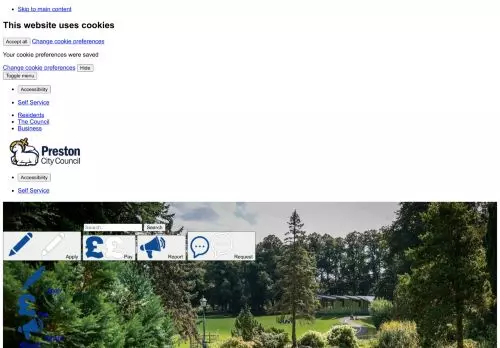 Skip to main content
This website uses cookies
Accept all Change cookie preferences
Your cookie preferences were saved
Change cookie preferences Hide
Toggle menu
Accessibility
Self Service
Residents
The Council
Business
Preston
City Council
Accessibility
Self Service
Search Search
Apply Pay Report Request